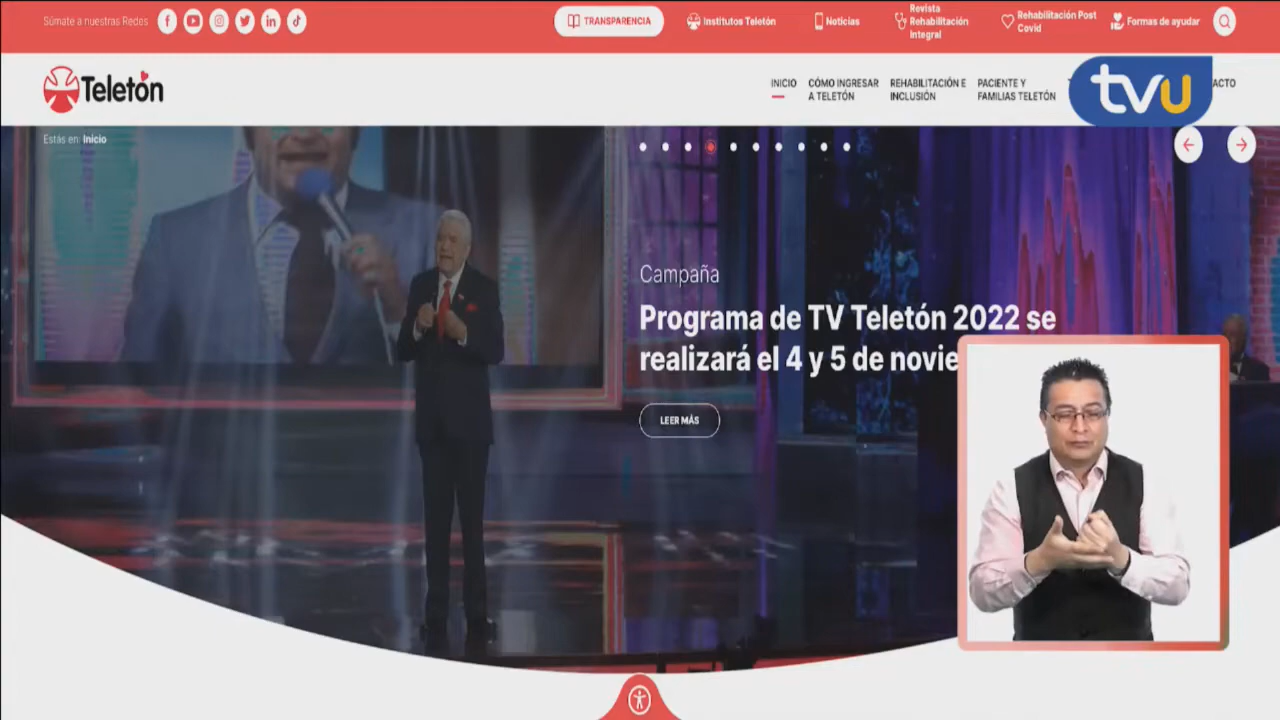 Súmate a nuestras Redes
TRANSPARENCIA
Institutos Teletón
Noticias
Revista
Rehabilitación
Integral
Rehabilitación Post
Covid
Formas de ayudar
Teletón
INICIO
CÓMO INGRESAR
A TELETÓN
REHABILITACIÓN E
INCLUSIÓN
PACIENTE Y
FAMILIAS TELETÓN
ACTO
tvu
Estás en: Inicio
Campaña
Programa de TV Teletón 2022 se
realizará el 4 y 5 de novie
LEER MÁS